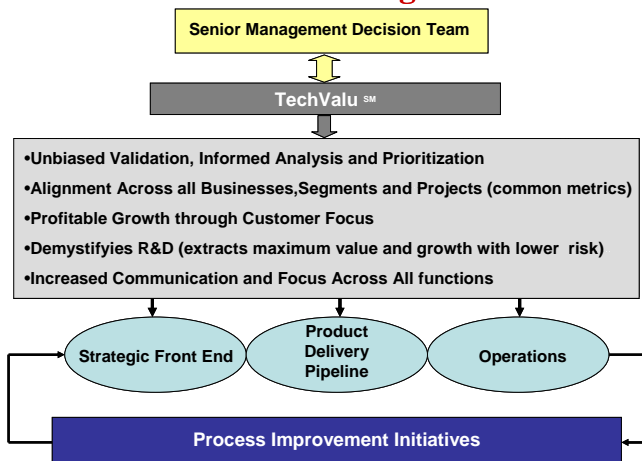 Senior Management Decision Team
TechValu SM
•Unbiased Validation, Informed Analysis and Prioritization
•Alignment Across all Businesses,Segments and Projects (common metrics)
•Profitable Growth through Customer Focus
•Demystifyies R&D (extracts maximum value and growth with lower risk)
•Increased Communication and Focus Across All functions
Strategic Front End
Product
Delivery
Pipeline
Operations
Process Improvement Initiatives